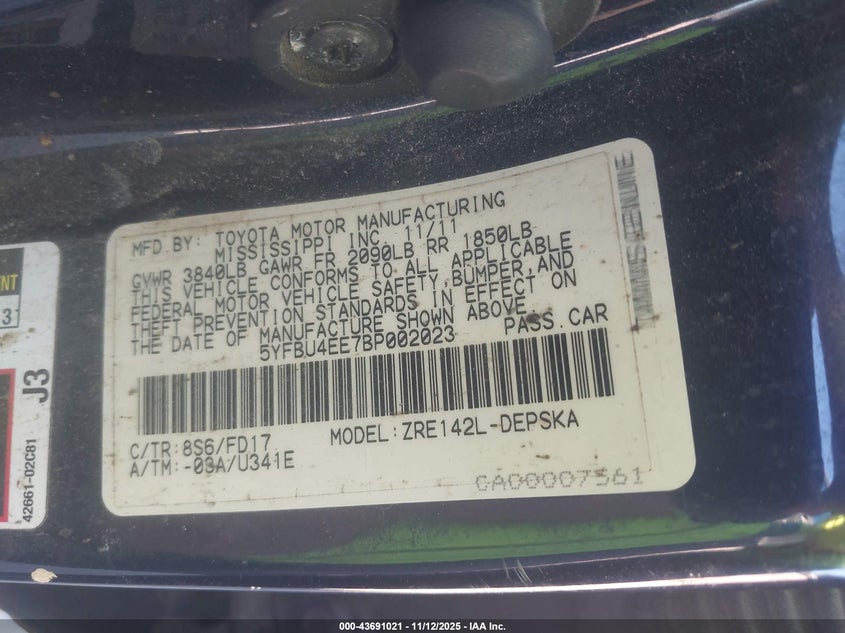 MFD.BY: TOYOTA MOTOR MANUFACTURING
MISSISSIPPI INC. 11/11
GVWR 3840LB GAWR FR 2090LB RR 1850LB
THIS VEHICLE CONFORMS TO ALL APPLICABLE
FEDERAL MOTOR VEHICLE SAFETY,BUMPER,AND
THEFT PREVENTION STANDARDS IN EFFECT ON
THE DATE OF MANUFACTURE SHOWN ABOVE.
5YFBU4EE7BP002023 PASS.CAR
C/TR:8S6/FD17 MODEL:ZRE142L-DEPSKA
A/TM:-03A/U341E
CA00007561
GENUINE
31
J3
42661-02C81
000-43691021 - 11/12/2025 - IAA Inc.